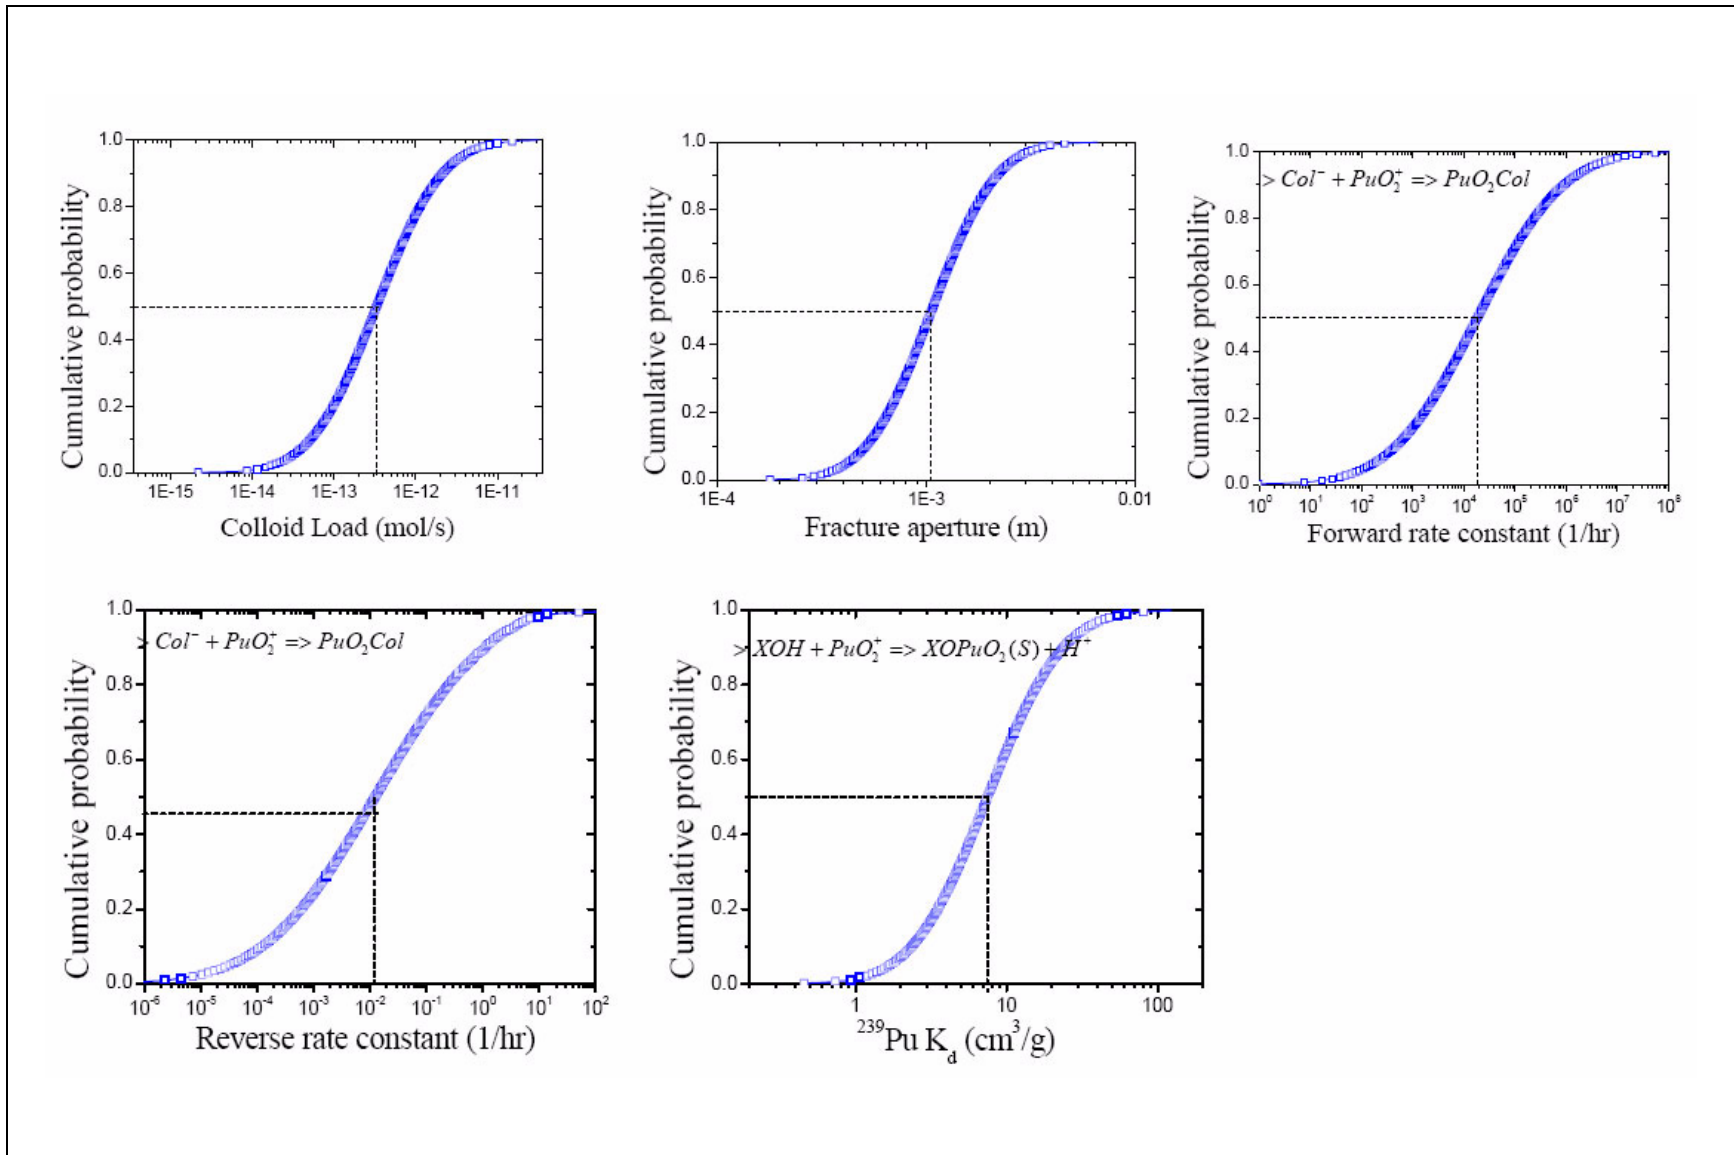 1.0
0.8
0.6
0.4
0.2
0.0
Cumulative probability
1E-15 1E-14 1E-13 1E-12 1E-11
Colloid Load (mol/s)
1.0
0.8
0.6
0.4
0.2
0.0
Cumulative probability
1E-4 1E-3 0.01
Fracture aperture (m)
1.0
0.8
0.6
0.4
0.2
0.0
Cumulative probability
> Col⁻ + PuO₂⁺ => PuO₂Col
10⁰ 10¹ 10² 10³ 10⁴ 10⁵ 10⁶ 10⁷ 10⁸
Forward rate constant (1/hr)
1.0
0.8
0.6
0.4
0.2
0.0
Cumulative probability
> Col⁻ + PuO₂⁺ => PuO₂Col
10⁻⁶ 10⁻⁵ 10⁻⁴ 10⁻³ 10⁻² 10⁻¹ 10⁰ 10¹ 10²
Reverse rate constant (1/hr)
1.0
0.8
0.6
0.4
0.2
0.0
Cumulative probability
> XOH + PuO₂⁺ => XOPuO₂(S) + H⁺
1 10 100
²³⁹Pu K_d (cm³/g)